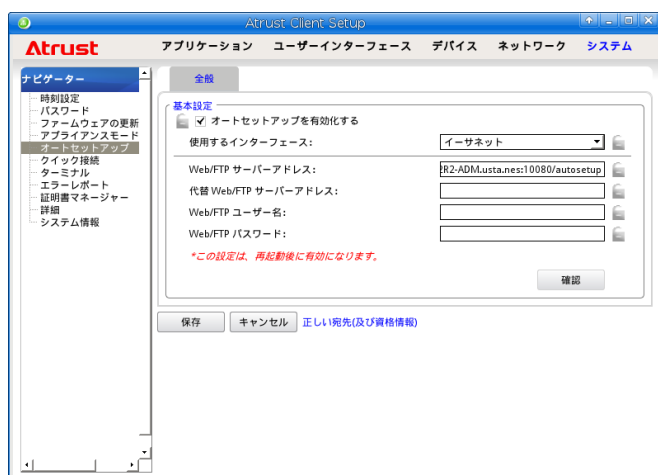 Atrust Client Setup
Atrust
アプリケーション ユーザーインターフェース デバイス ネットワーク システム
ナビゲーター
時刻設定
パスワード
ファームウェアの更新
アプライアンスモード
オートセットアップ
クイック接続
ターミナル
エラーレポート
証明書マネージャー
詳細
システム情報
全般
基本設定
オートセットアップを有効化する
使用するインターフェース: イーサネット
Web/FTP サーバーアドレス: R2-ADM.usta.nes:10080/autosetup
代替 Web/FTP サーバーアドレス:
Web/FTP ユーザー名:
Web/FTP パスワード:
*この設定は、再起動後に有効になります。
確認
保存 キャンセル 正しい宛先(及び資格情報)